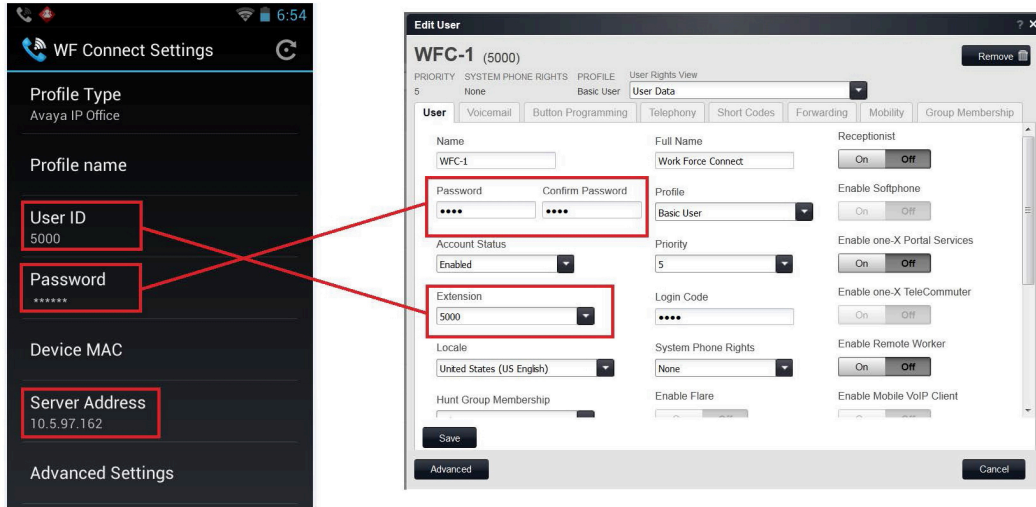 6:54
WF Connect Settings
Profile Type
Avaya IP Office
Profile name
User ID
5000
Password
******
Device MAC
Server Address
10.5.97.162
Advanced Settings
Edit User
? X
WFC-1 (5000)
Remove
PRIORITY SYSTEM PHONE RIGHTS PROFILE User Rights View
5 None Basic User User Data
User Voicemail Button Programming Telephony Short Codes Forwarding Mobility Group Membership
Name Full Name Receptionist
WFC-1 Work Force Connect On Off
Password Confirm Password Profile Enable Softphone
•••• •••• Basic User On Off
Account Status Priority Enable one-X Portal Services
Enabled 5 On Off
Extension Login Code Enable one-X TeleCommuter
5000 •••• On Off
Locale System Phone Rights Enable Remote Worker
United States (US English) None On Off
Hunt Group Membership Enable Flare Enable Mobile VoIP Client
Save
Advanced Cancel